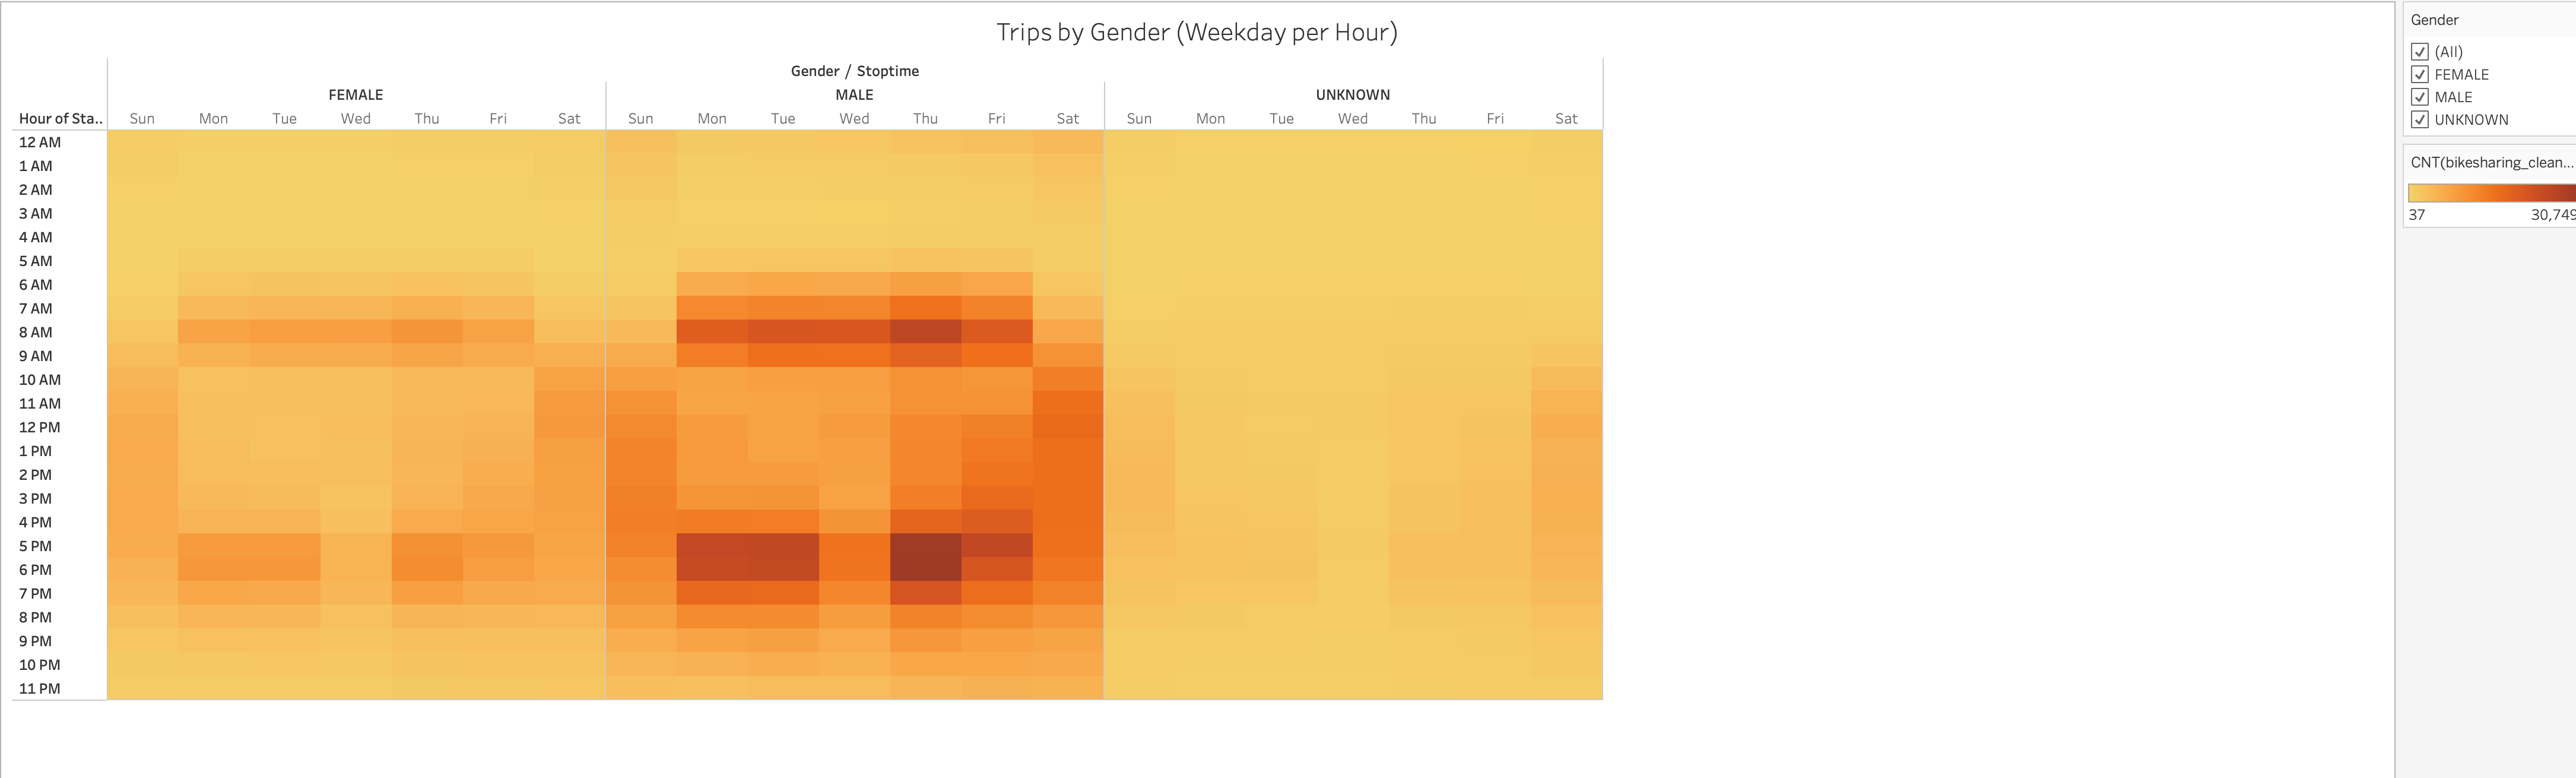 Trips by Gender (Weekday per Hour)
Gender / Stoptime
FEMALE MALE UNKNOWN
Hour of Sta.. Sun Mon Tue Wed Thu Fri Sat Sun Mon Tue Wed Thu Fri Sat Sun Mon Tue Wed Thu Fri Sat
12 AM
1 AM
2 AM
3 AM
4 AM
5 AM
6 AM
7 AM
8 AM
9 AM
10 AM
11 AM
12 PM
1 PM
2 PM
3 PM
4 PM
5 PM
6 PM
7 PM
8 PM
9 PM
10 PM
11 PM
Gender
(All)
FEMALE
MALE
UNKNOWN
CNT(bikesharing_clean...
37 30,749